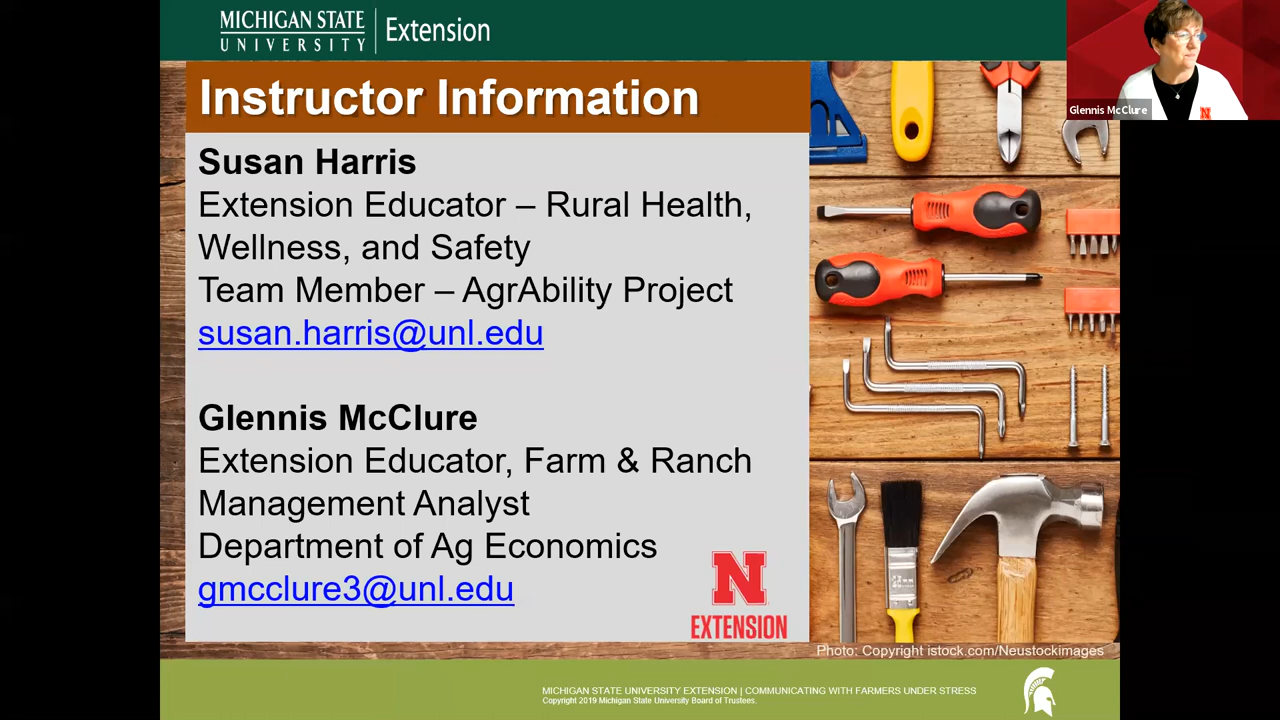 MICHIGAN STATE
UNIVERSITY
Extension
Glennis McClure
N
Instructor Information
Susan Harris
Extension Educator – Rural Health,
Wellness, and Safety
Team Member – AgrAbility Project
susan.harris@unl.edu
Glennis McClure
Extension Educator, Farm & Ranch
Management Analyst
Department of Ag Economics
gmcclure3@unl.edu
N
EXTENSION
Photo: Copyright istock.com/Neustockimages
MICHIGAN STATE UNIVERSITY EXTENSION | COMMUNICATING WITH FARMERS UNDER STRESS
Copyright 2019 Michigan State University Board of Trustees.